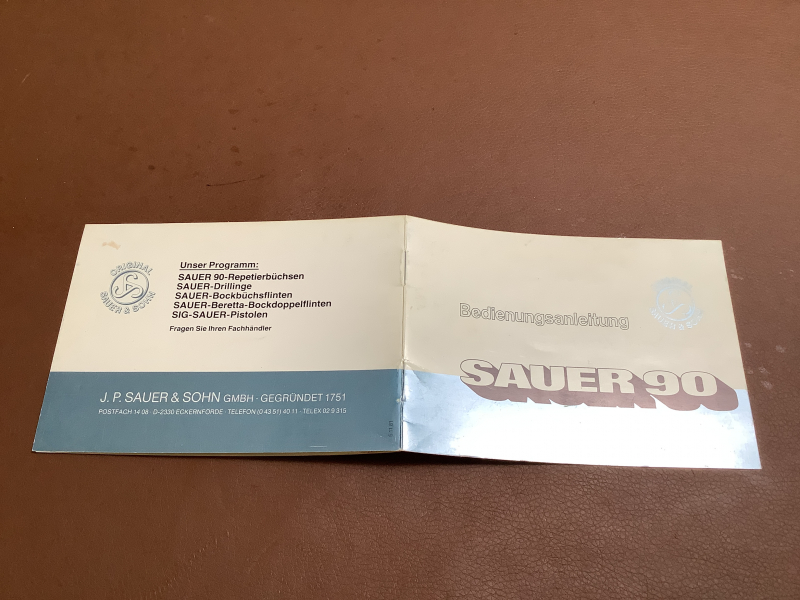 ORIGINAL
SAUER & SOHN
Unser Programm:
SAUER 90-Repetierbüchsen
SAUER-Drillinge
SAUER-Bockbüchsflinten
SAUER-Beretta-Bockdoppelflinten
SIG-SAUER-Pistolen
Fragen Sie Ihren Fachhändler
J. P. SAUER & SOHN GMBH · GEGRÜNDET 1751
POSTFACH 14 08 · D-2330 ECKERNFÖRDE · TELEFON (0 43 51) 40 11 · TELEX 02 9 315
Bedienungsanleitung
SAUER 90